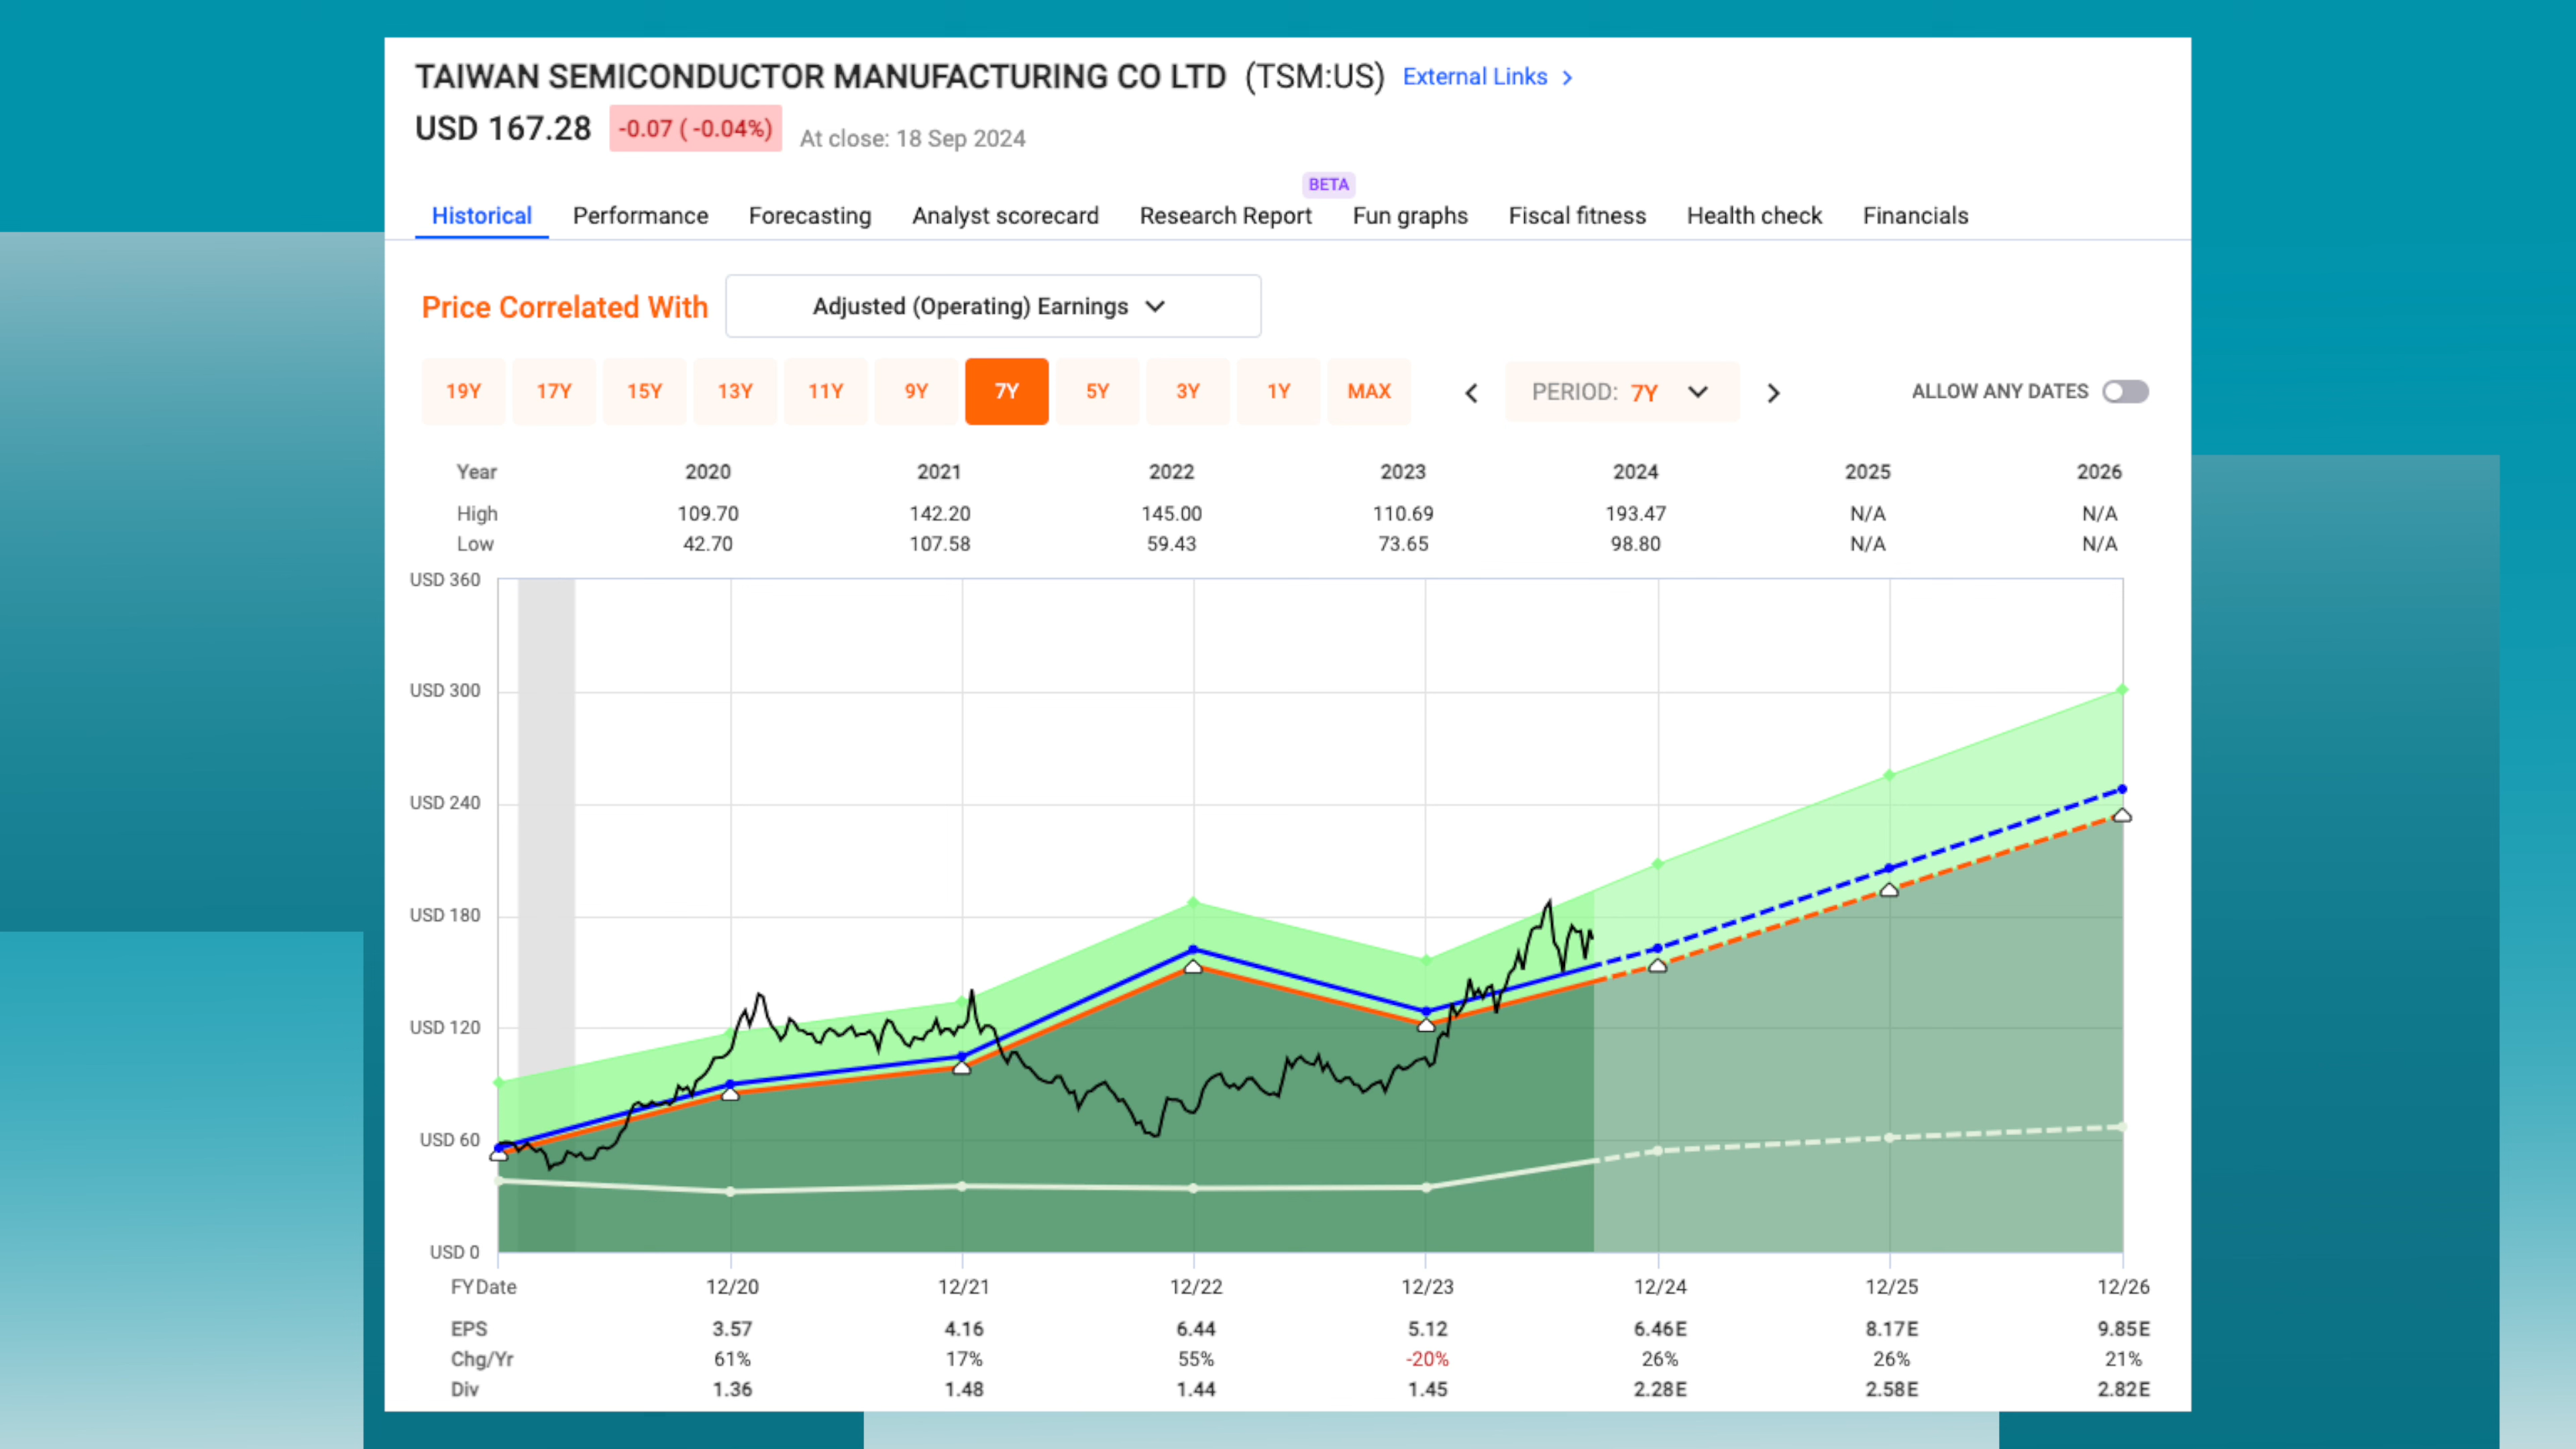 TAIWAN SEMICONDUCTOR MANUFACTURING CO LTD (TSM:US) External Links
USD 167.28 -0.07 ( -0.04%) At close: 18 Sep 2024
BETA
Historical Performance Forecasting Analyst scorecard Research Report Fun graphs Fiscal fitness Health check Financials
Price Correlated With Adjusted (Operating) Earnings
19Y 17Y 15Y 13Y 11Y 9Y 7Y 5Y 3Y 1Y MAX PERIOD: 7Y ALLOW ANY DATES
Year 2020 2021 2022 2023 2024 2025 2026
High 109.70 142.20 145.00 110.69 193.47 N/A N/A
Low 42.70 107.58 59.43 73.65 98.80 N/A N/A
USD 360
USD 300
USD 240
USD 180
USD 120
USD 60
USD 0
FY Date 12/20 12/21 12/22 12/23 12/24 12/25 12/26
EPS 3.57 4.16 6.44 5.12 6.46E 8.17E 9.85E
Chg/Yr 61% 17% 55% -20% 26% 26% 21%
Div 1.36 1.48 1.44 1.45 2.28E 2.58E 2.82E